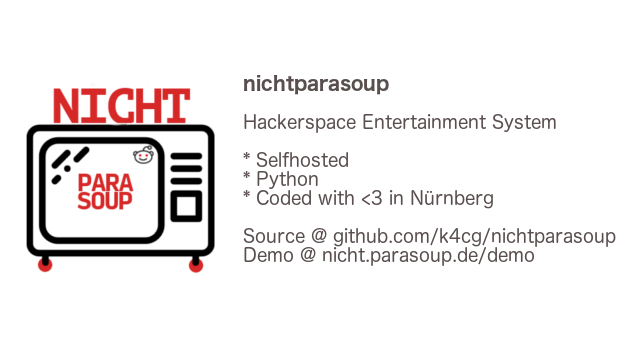 NICHT
PARA
SOUP
nichtparasoup
Hackerspace Entertainment System
* Selfhosted
* Python
* Coded with <3 in Nürnberg
Source @ github.com/k4cg/nichtparasoup
Demo @ nicht.parasoup.de/demo